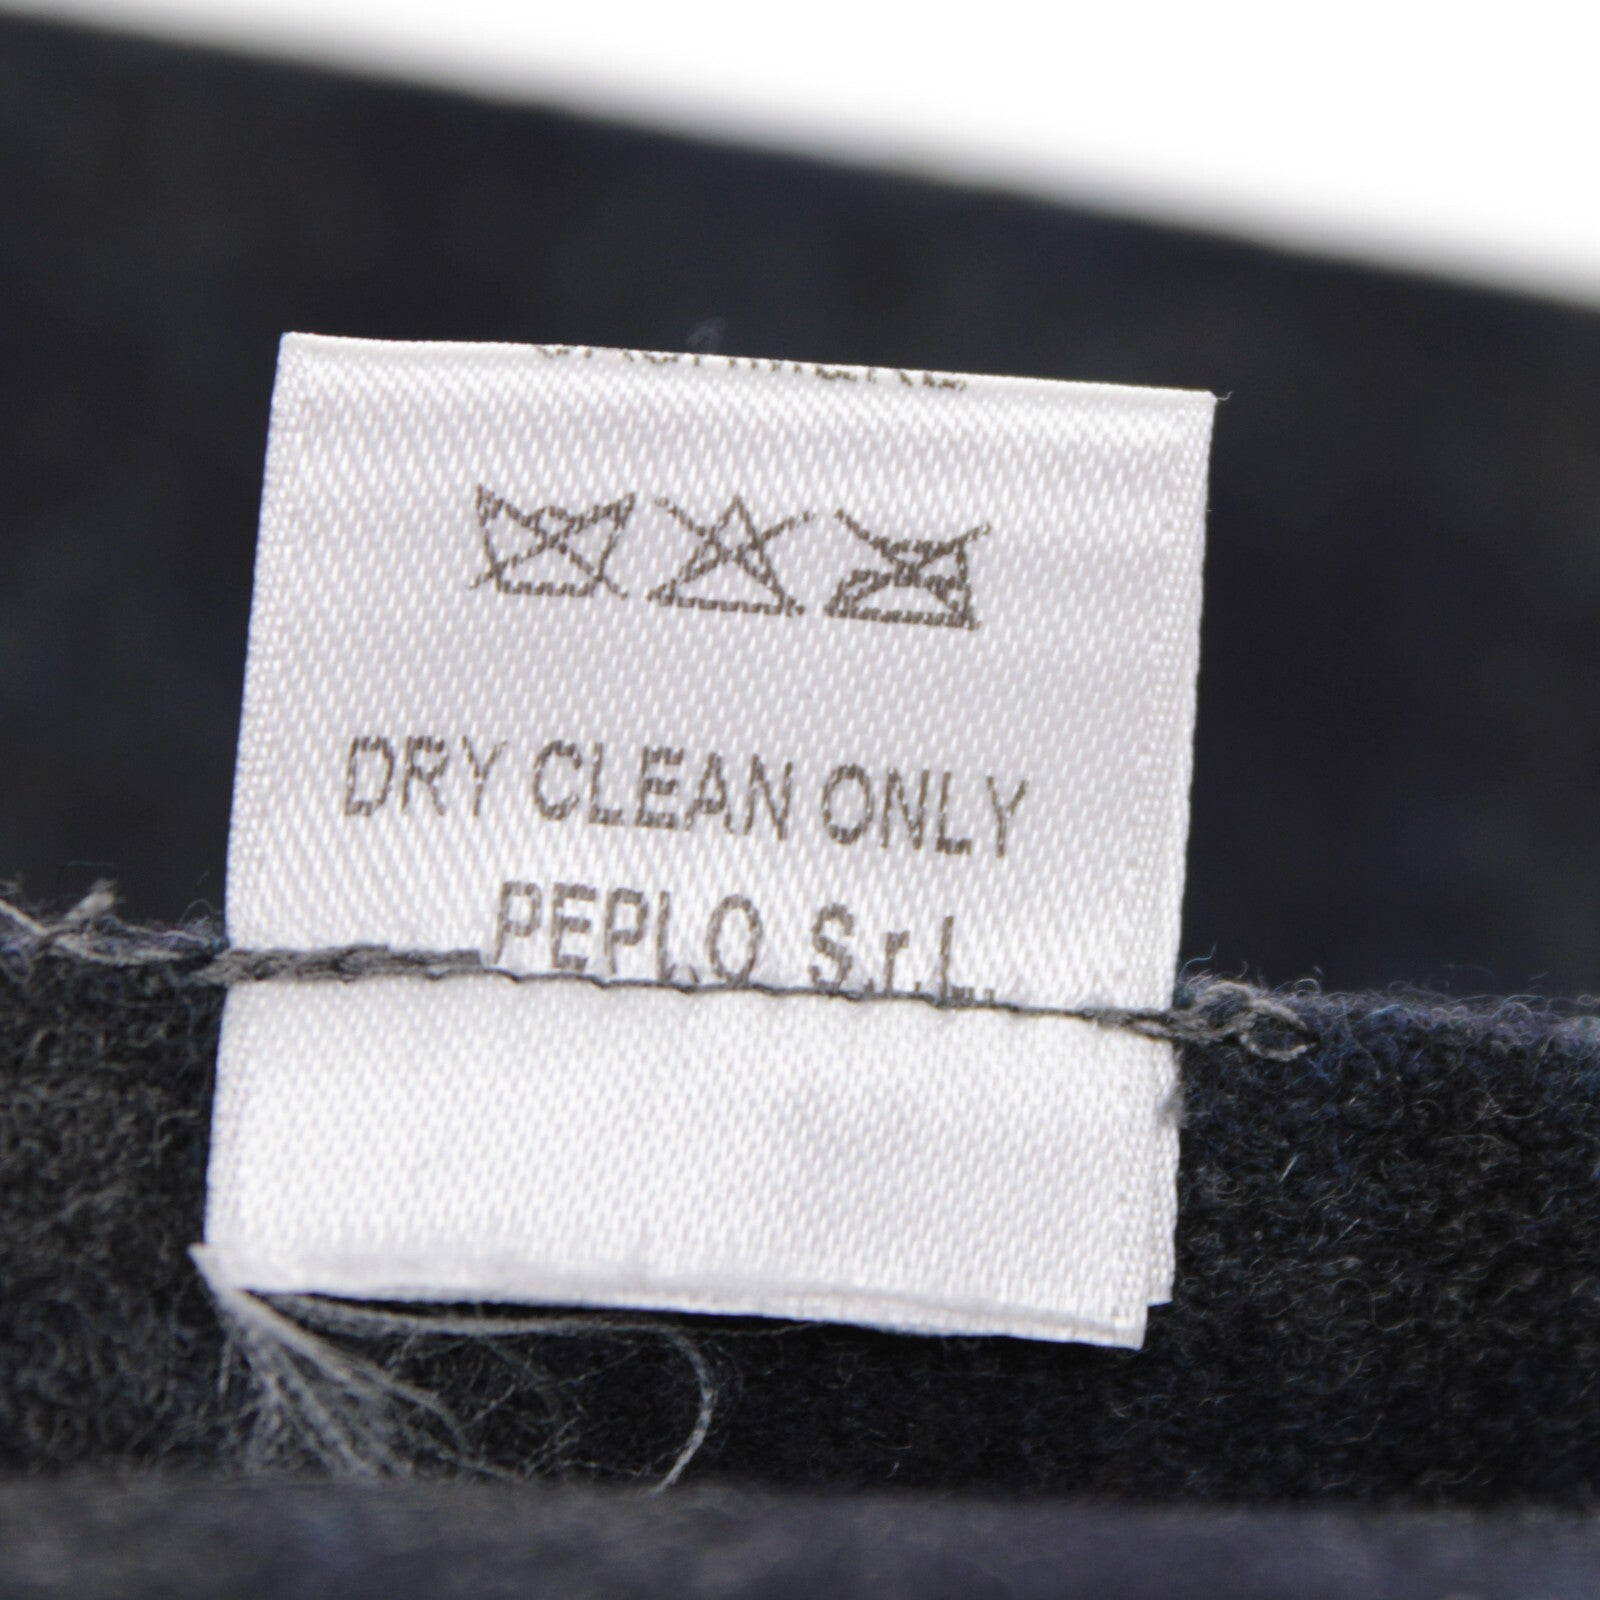 DRY CLEAN ONLY
PEPLO S.r.L.